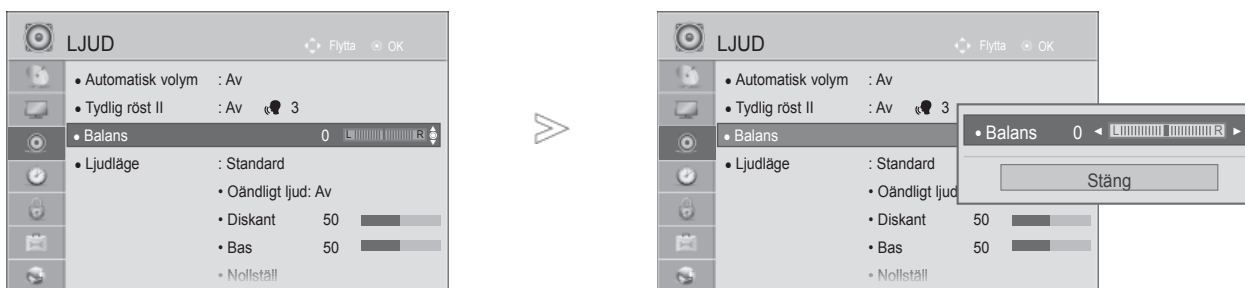 LJUD Flytta OK
• Automatisk volym : Av
• Tydlig röst II : Av 3
• Balans 0 L R
• Ljudläge : Standard
• Oändligt ljud: Av
• Diskant 50
• Bas 50
• Nollställ
>
LJUD Flytta OK
• Automatisk volym : Av
• Tydlig röst II : Av 3
• Balans
• Ljudläge : Standard
• Oändligt ljud
• Diskant 50
• Bas 50
• Nollställ
• Balans 0 ◄ L R ►
Stäng